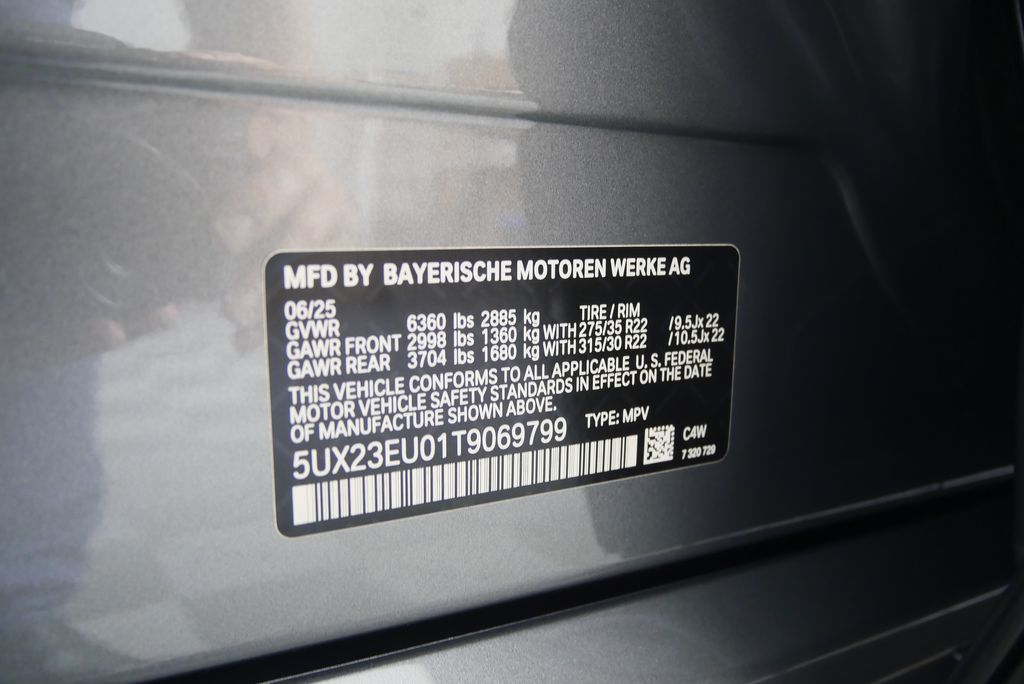 MFD BY BAYERISCHE MOTOREN WERKE AG
06/25 TIRE / RIM
GVWR 6360 lbs 2885 kg
GAWR FRONT 2998 lbs 1360 kg WITH 275/35 R22 /9.5Jx22
GAWR REAR 3704 lbs 1680 kg WITH 315/30 R22 /10.5Jx22
THIS VEHICLE CONFORMS TO ALL APPLICABLE U.S. FEDERAL
MOTOR VEHICLE SAFETY STANDARDS IN EFFECT ON THE DATE
OF MANUFACTURE SHOWN ABOVE.
TYPE: MPV
5UX23EU01T9069799
C4W
7 320 729